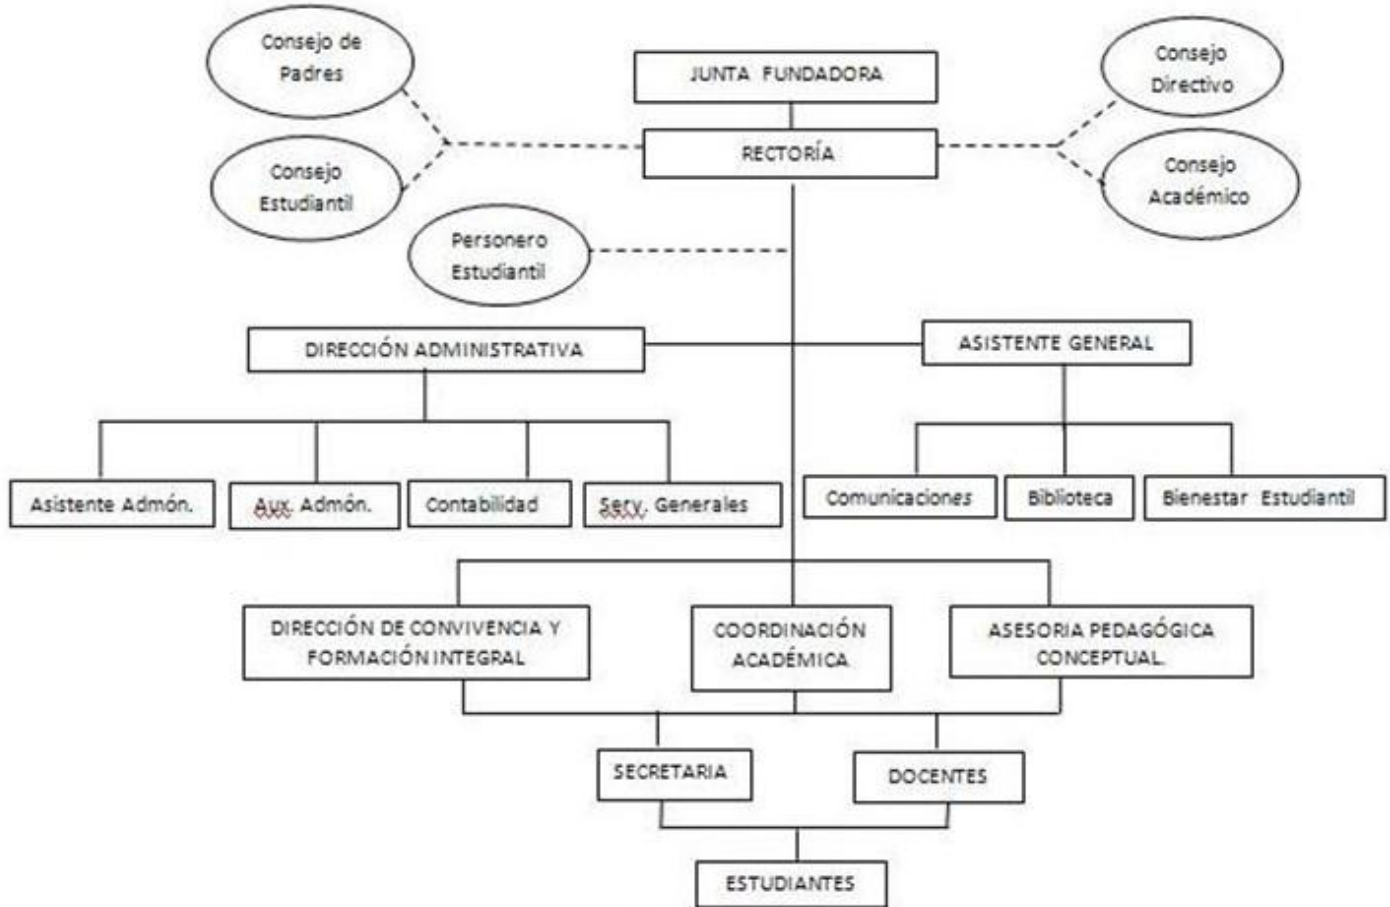 Consejo de
Padres
JUNTA FUNDADORA
Consejo
Directivo
RECTORÍA
Consejo
Estudiantil
Consejo
Académico
Personero
Estudiantil
DIRECCIÓN ADMINISTRATIVA
ASISTENTE GENERAL
Asistente Admón.
Aux. Admón.
Contabilidad
Serv. Generales
Comunicaciones
Biblioteca
Bienestar Estudiantil
DIRECCIÓN DE CONVIVENCIA Y
FORMACIÓN INTEGRAL
COORDINACIÓN
ACADÉMICA
ASESORIA PEDAGÓGICA
CONCEPTUAL.
SECRETARIA
DOCENTES
ESTUDIANTES